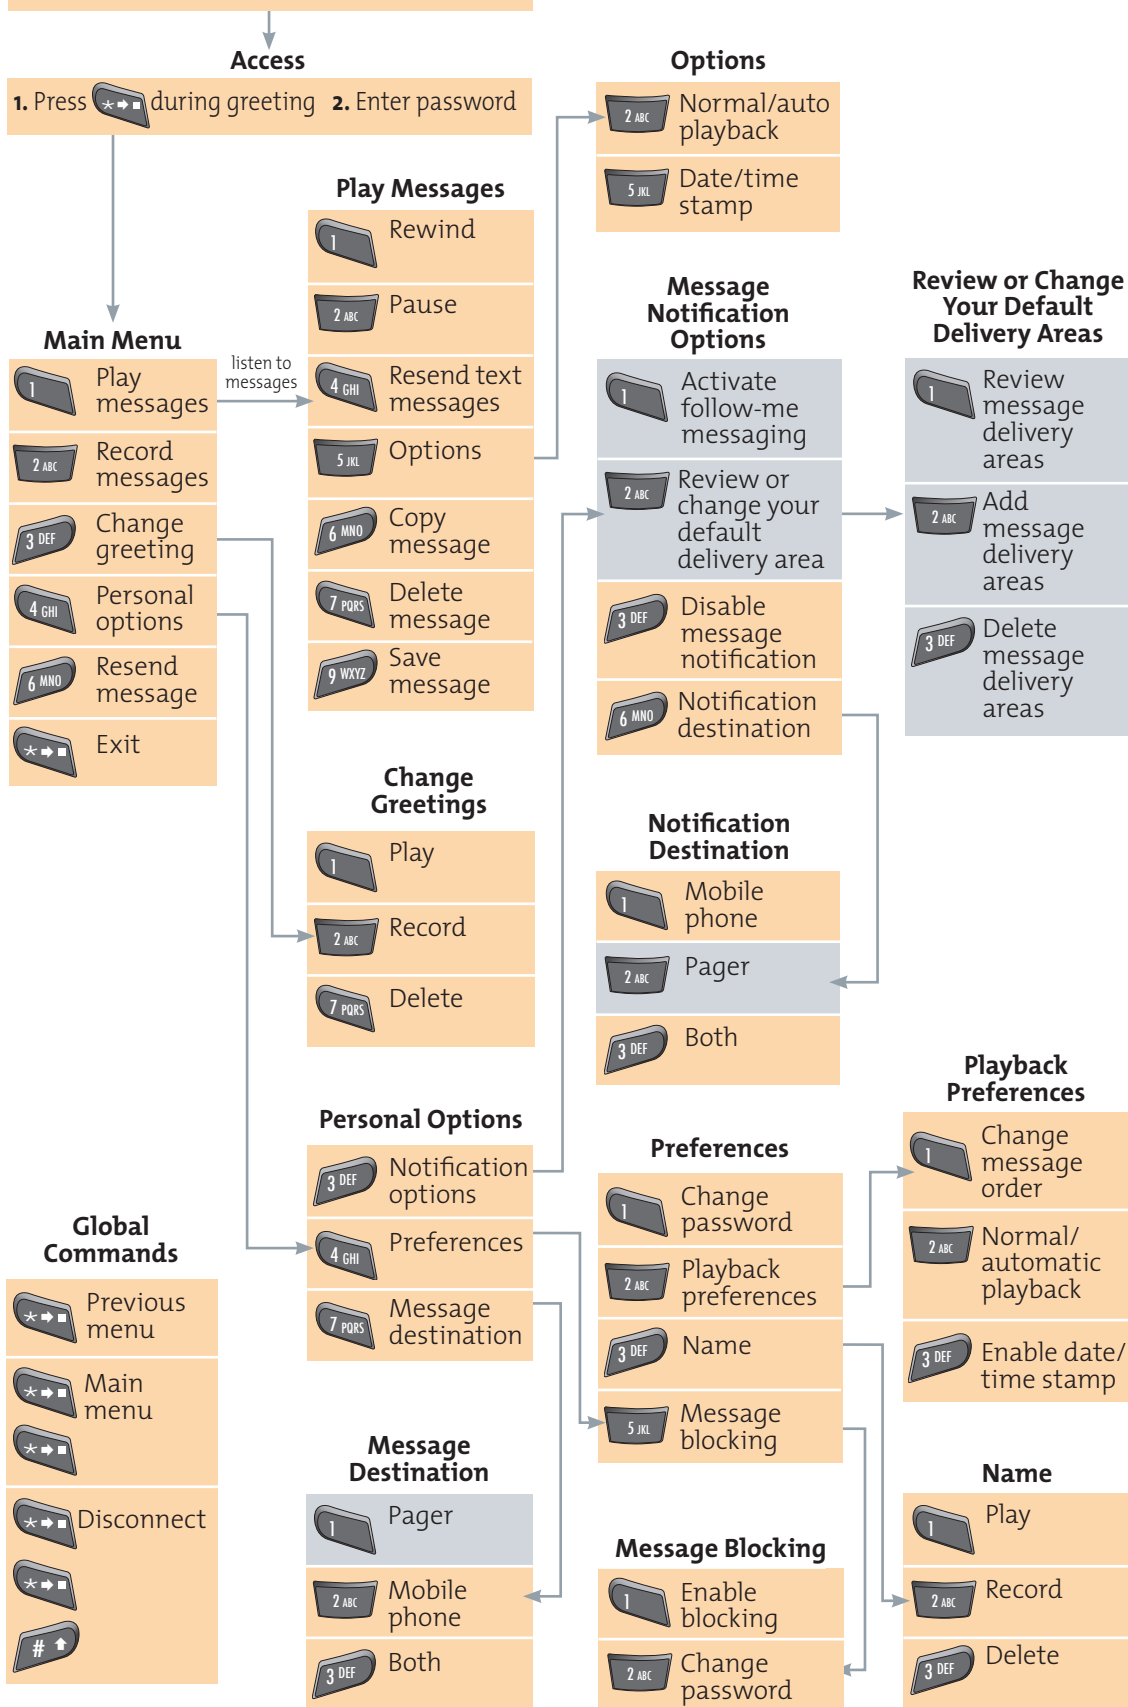 Access
1. Press * during greeting 2. Enter password
Main Menu
1 Play
messages
listen to
messages
2 ABC Record
messages
3 DEF Change
greeting
4 GHI Personal
options
6 MNO Resend
message
* Exit
Play Messages
1 Rewind
2 ABC Pause
4 GHI Resend text
messages
5 JKL Options
6 MNO Copy
message
7 PQRS Delete
message
9 WXYZ Save
message
Options
2 ABC Normal/auto
playback
5 JKL Date/time
stamp
Message
Notification
Options
1 Activate
follow-me
messaging
2 ABC Review or
change your
default
delivery area
3 DEF Disable
message
notification
6 MNO Notification
destination
Review or Change
Your Default
Delivery Areas
1 Review
message
delivery
areas
2 ABC Add
message
delivery
areas
3 DEF Delete
message
delivery
areas
Change
Greetings
1 Play
2 ABC Record
7 PQRS Delete
Notification
Destination
1 Mobile
phone
2 ABC Pager
3 DEF Both
Personal Options
3 DEF Notification
options
4 GHI Preferences
7 PQRS Message
destination
Preferences
1 Change
password
2 ABC Playback
preferences
3 DEF Name
5 JKL Message
blocking
Playback
Preferences
1 Change
message
order
2 ABC Normal/
automatic
playback
3 DEF Enable date/
time stamp
Global
Commands
* Previous
menu
* Main
menu
*
* Disconnect
*
#
Message
Destination
1 Pager
2 ABC Mobile
phone
3 DEF Both
Message Blocking
1 Enable
blocking
2 ABC Change
password
Name
1 Play
2 ABC Record
3 DEF Delete